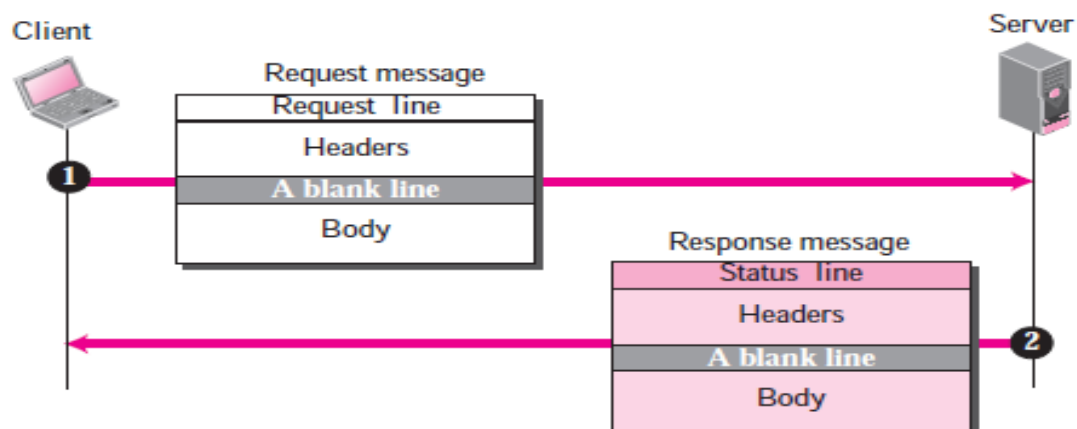 Client
Server
Request message
Request line
Headers
1
A blank line
Body
Response message
Status line
Headers
2
A blank line
Body